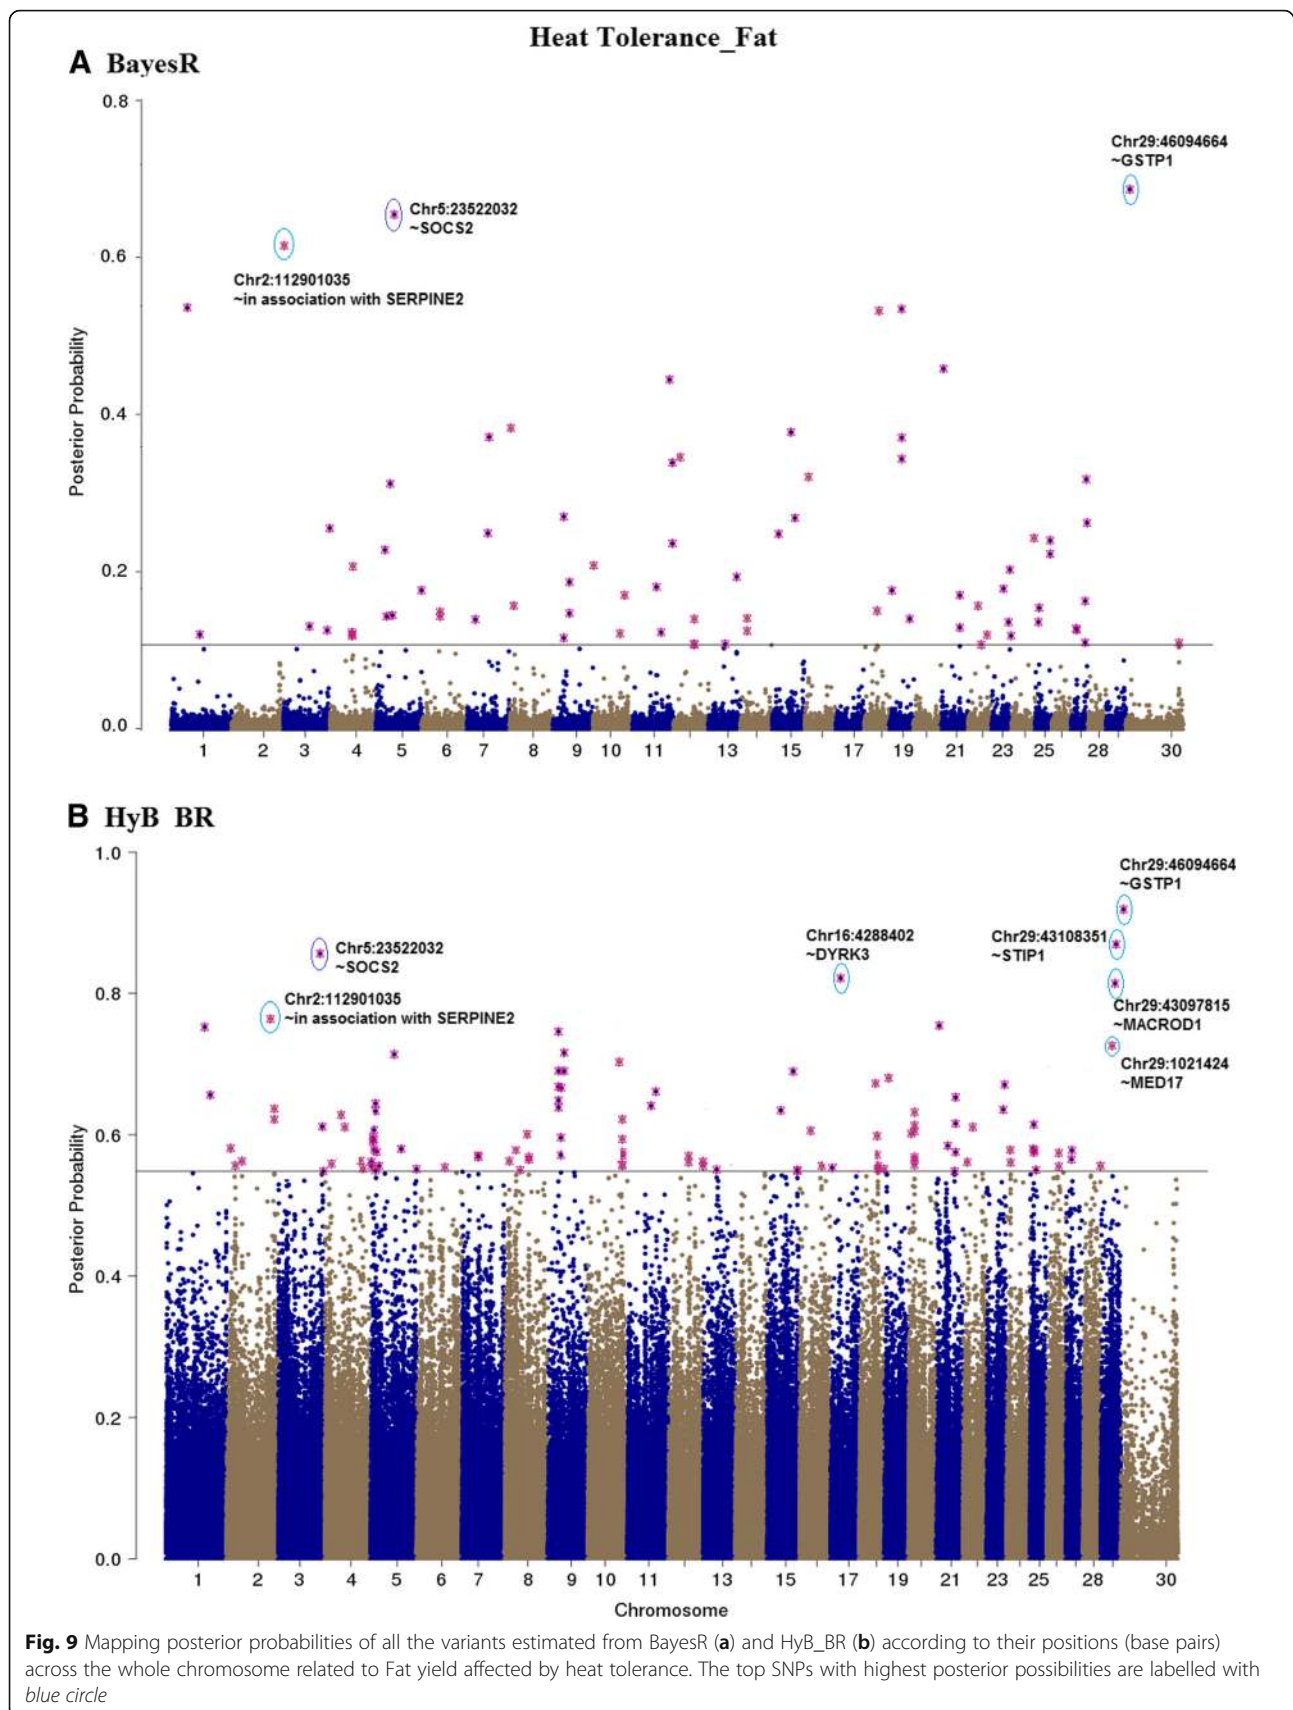 Heat Tolerance_Fat
A BayesR
0.8
0.6
0.4
0.2
0.0
Posterior Probability
Chr29:46094664
~GSTP1
Chr5:23522032
~SOCS2
Chr2:112901035
~in association with SERPINE2
1 2 3 4 5 6 7 8 9 10 11 13 15 17 19 21 23 25 28 30
B HyB BR
1.0
0.8
0.6
0.4
0.2
0.0
Posterior Probability
Chr29:46094664
~GSTP1
Chr5:23522032
~SOCS2
Chr16:4288402
~DYRK3
Chr29:43108351
~STIP1
Chr2:112901035
~in association with SERPINE2
Chr29:43097815
~MACROD1
Chr29:1021424
~MED17
1 2 3 4 5 6 7 8 9 10 11 13 15 17 19 21 23 25 28 30
Chromosome
Fig. 9 Mapping posterior probabilities of all the variants estimated from BayesR (a) and HyB_BR (b) according to their positions (base pairs)
across the whole chromosome related to Fat yield affected by heat tolerance. The top SNPs with highest posterior possibilities are labelled with
blue circle